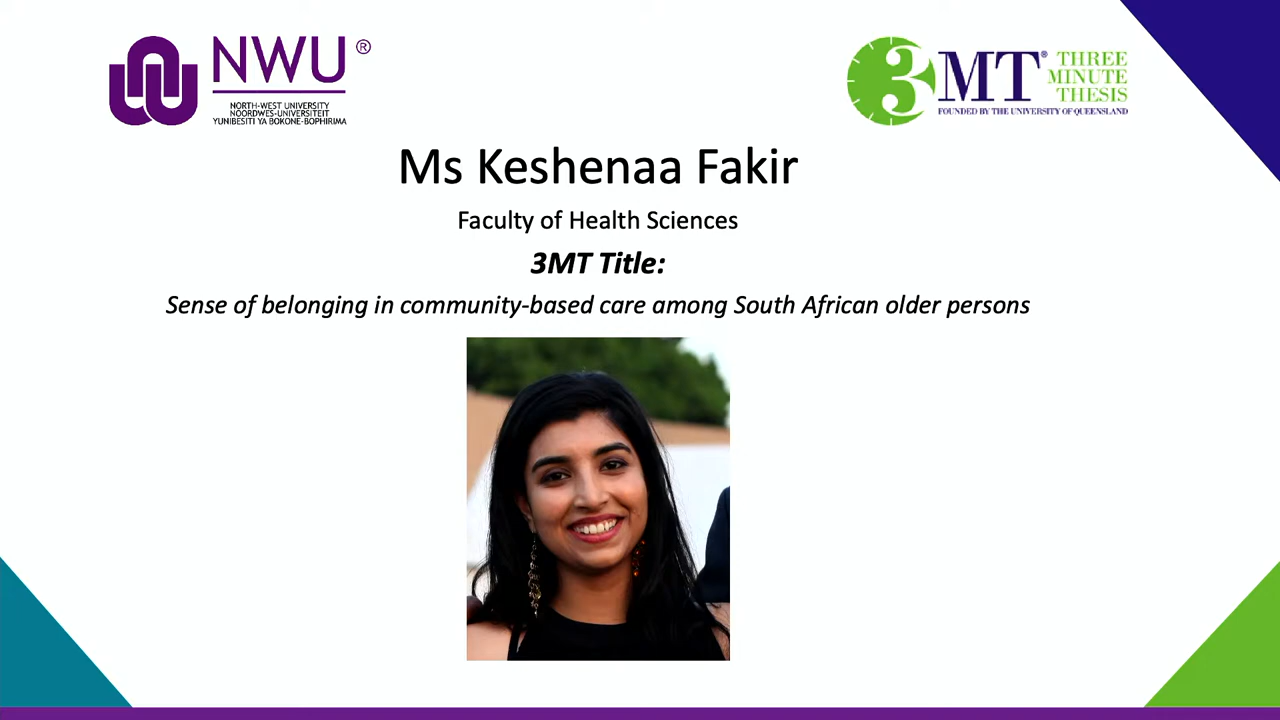 NWU®
NORTH-WEST UNIVERSITY
NOORDWES-UNIVERSITEIT
YUNIBESITI YA BOKONE-BOPHIRIMA
3MT® THREE
MINUTE
THESIS
FOUNDED BY THE UNIVERSITY OF QUEENSLAND
Ms Keshenaa Fakir
Faculty of Health Sciences
3MT Title:
Sense of belonging in community-based care among South African older persons